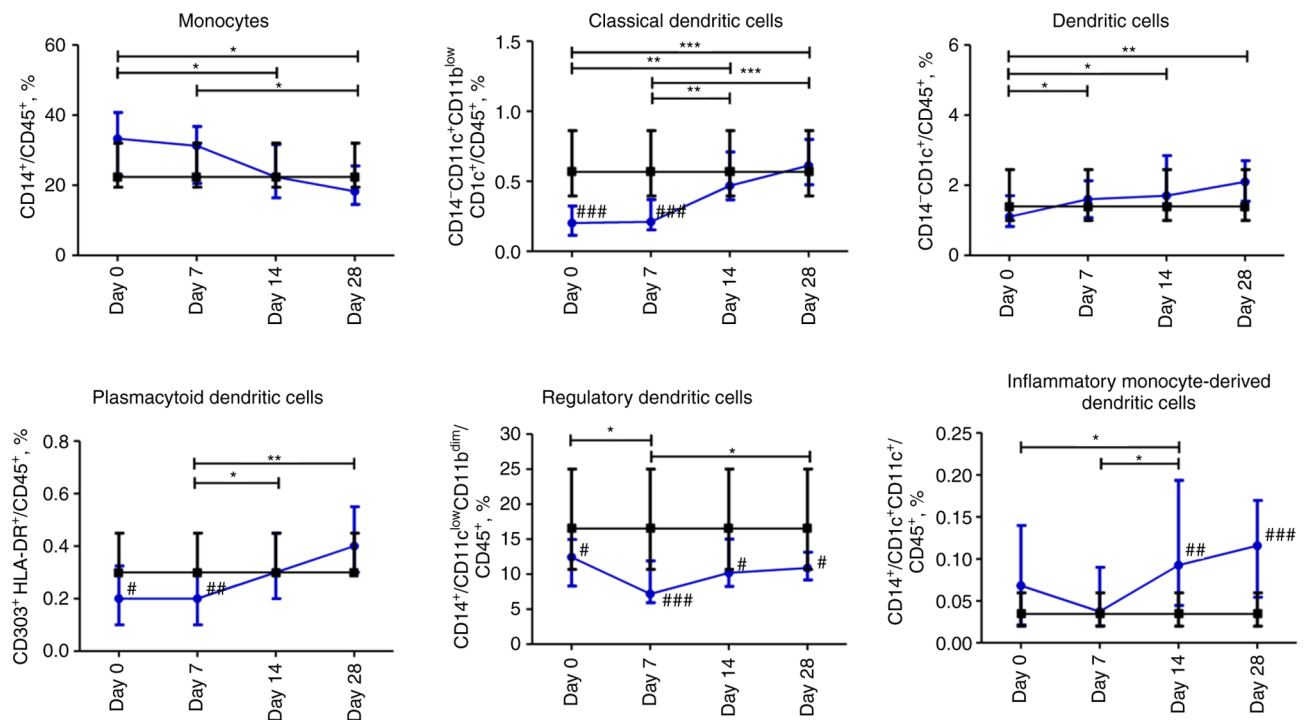 Monocytes
CD14⁺/CD45⁺, %
60
40
20
0
*
*
*
Day 0
Day 7
Day 14
Day 28
Classical dendritic cells
CD14⁻CD11c⁺CD11b^low
CD1c⁺/CD45⁺, %
1.5
1.0
0.5
0.0
***
**
***
**
###
###
Day 0
Day 7
Day 14
Day 28
Dendritic cells
CD14⁻CD1c⁺/CD45⁺, %
6
4
2
0
**
*
*
Day 0
Day 7
Day 14
Day 28
Plasmacytoid dendritic cells
CD303⁺ HLA-DR⁺/CD45⁺, %
0.8
0.6
0.4
0.2
0.0
**
*
#
##
Day 0
Day 7
Day 14
Day 28
Regulatory dendritic cells
CD14⁺/CD11c^lowCD11b^dim/
CD45⁺, %
30
25
20
15
10
5
0
*
*
#
###
#
#
Day 0
Day 7
Day 14
Day 28
Inflammatory monocyte-derived
dendritic cells
CD14⁺/CD1c⁺CD11c⁺/
CD45⁺, %
0.25
0.20
0.15
0.10
0.05
0.00
*
*
##
###
Day 0
Day 7
Day 14
Day 28